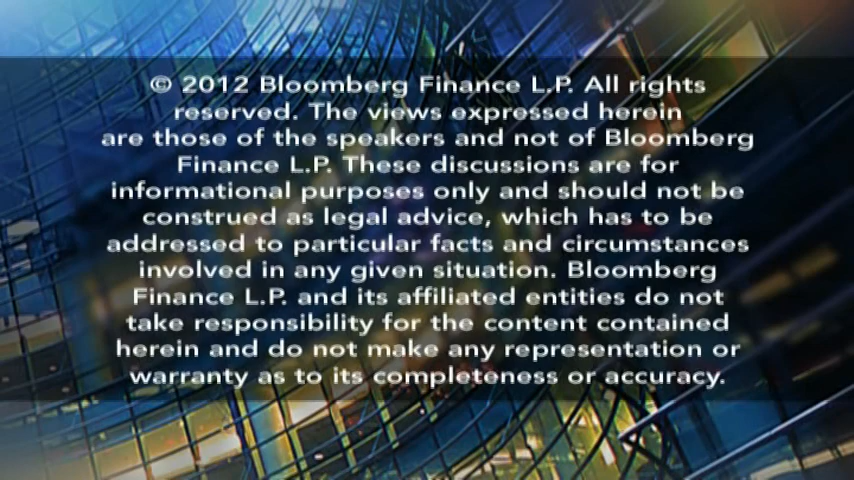 © 2012 Bloomberg Finance L.P. All rights
reserved. The views expressed herein
are those of the speakers and not of Bloomberg
Finance L.P. These discussions are for
informational purposes only and should not be
construed as legal advice, which has to be
addressed to particular facts and circumstances
involved in any given situation. Bloomberg
Finance L.P. and its affiliated entities do not
take responsibility for the content contained
herein and do not make any representation or
warranty as to its completeness or accuracy.